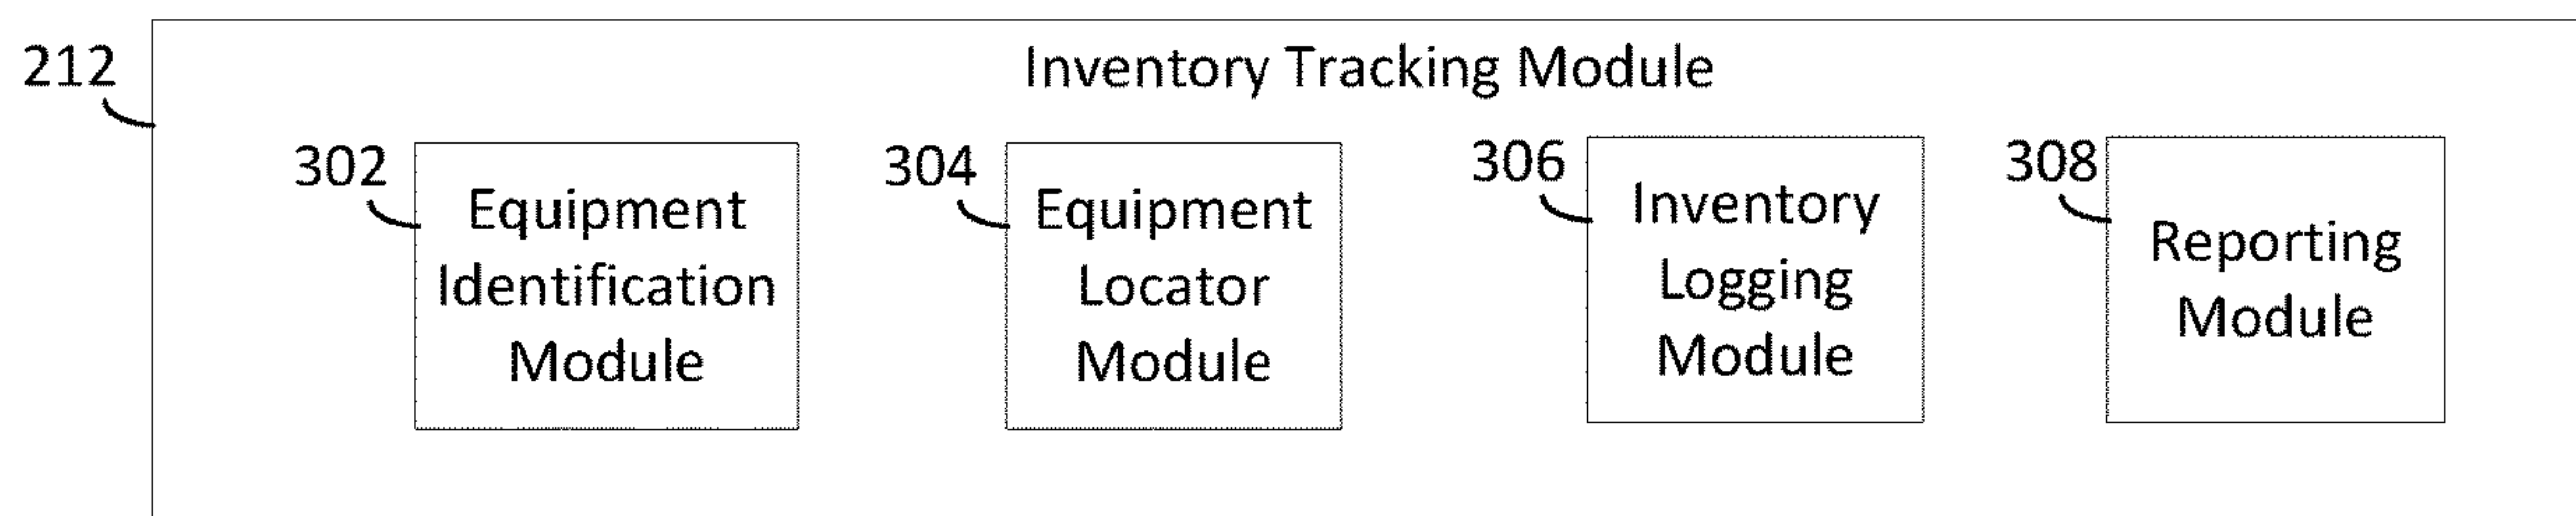 212
Inventory Tracking Module
302
Equipment
Identification
Module
304
Equipment
Locator
Module
306
Inventory
Logging
Module
308
Reporting
Module